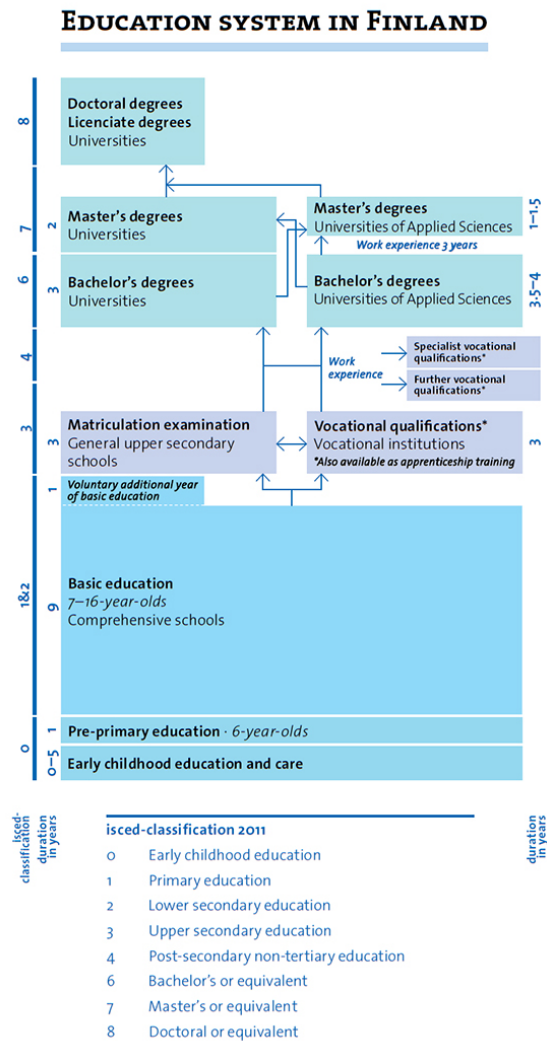 EDUCATION SYSTEM IN FINLAND
8
Doctoral degrees
Licenciate degrees
Universities
7
2
Master's degrees
Universities
Master's degrees
Universities of Applied Sciences
1–1.5
Work experience 3 years
6
3
Bachelor's degrees
Universities
Bachelor's degrees
Universities of Applied Sciences
3.5–4
4
Work
experience
Specialist vocational
qualifications*
Further vocational
qualifications*
3
3
Matriculation examination
General upper secondary
schools
Vocational qualifications*
Vocational institutions
*Also available as apprenticeship training
3
1
Voluntary additional year
of basic education
1&2
9
Basic education
7–16-year-olds
Comprehensive schools
0
1
Pre-primary education · 6-year-olds
0–5
Early childhood education and care
isced-
classification
duration
in years
duration
in years
isced-classification 2011
0 Early childhood education
1 Primary education
2 Lower secondary education
3 Upper secondary education
4 Post-secondary non-tertiary education
6 Bachelor's or equivalent
7 Master's or equivalent
8 Doctoral or equivalent